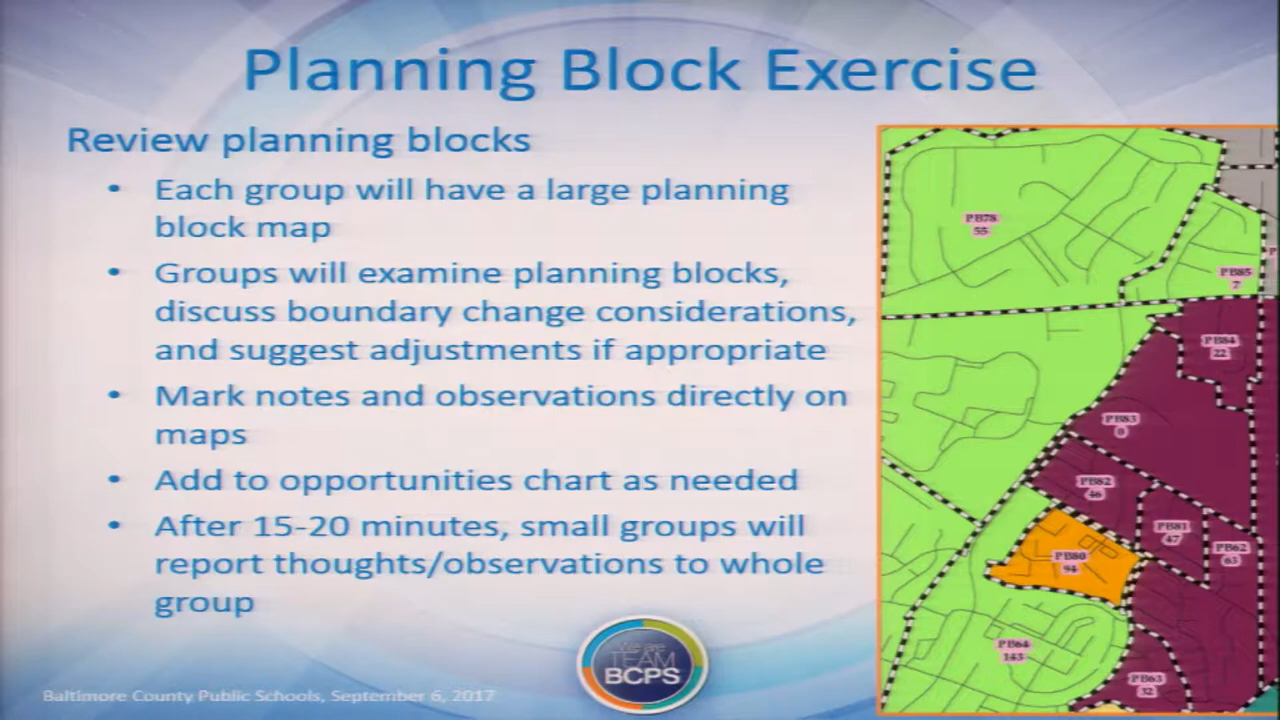 Planning Block Exercise
Review planning blocks
• Each group will have a large planning
block map
• Groups will examine planning blocks,
discuss boundary change considerations,
and suggest adjustments if appropriate
• Mark notes and observations directly on
maps
• Add to opportunities chart as needed
• After 15-20 minutes, small groups will
report thoughts/observations to whole
group
PB78
55
PB85
7
PB84
22
PB83
0
PB82
46
PB81
47
PB62
63
PB80
94
PB64
143
PB63
32
We are
TEAM
BCPS
Baltimore County Public Schools, September 6, 2017